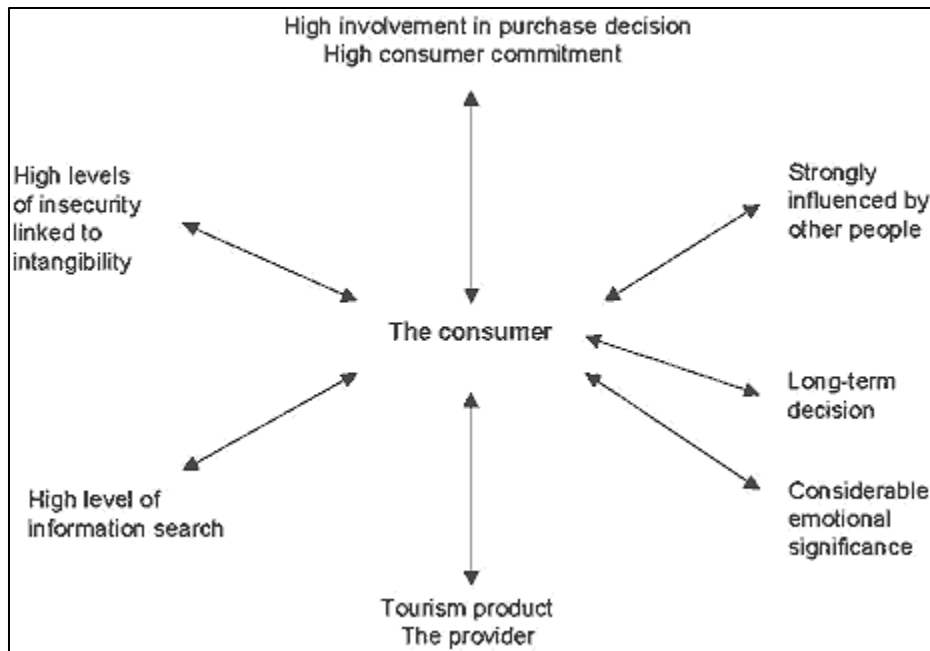 High involvement in purchase decision
High consumer commitment
High levels
of insecurity
linked to
intangibility
Strongly
influenced by
other people
The consumer
Long-term
decision
High level of
information search
Considerable
emotional
significance
Tourism product
The provider